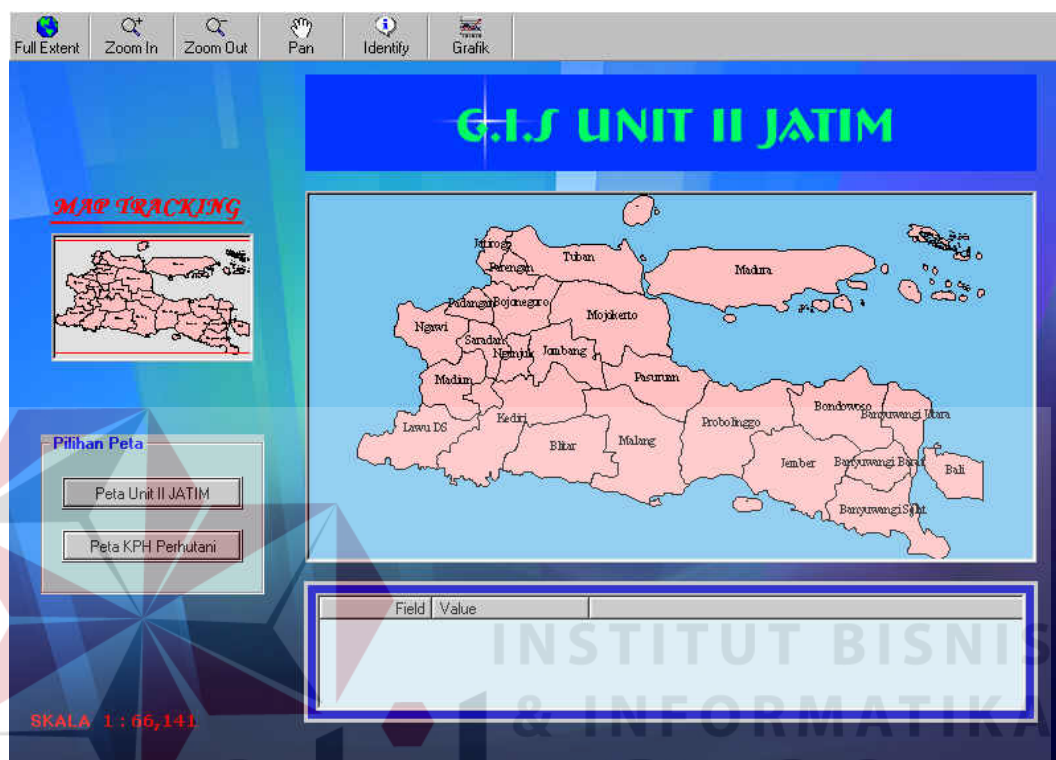 Full Extent Zoom In Zoom Out Pan Identify Grafik
G.I.S UNIT II JATIM
MAP TRACKING
Jatirogo
Tuban
Parengan
Madura
Padangan Bojonegoro
Mojokerto
Ngawi
Saradan
Nganjuk Jombang
Madiun
Pasuruan
Lawu DS
Kediri
Blitar
Malang
Probolinggo
Bondowoso
Banyuwangi Utara
Jember
Banyuwangi Barat
Bali
Banyuwangi Selat
Pilihan Peta
Peta Unit II JATIM
Peta KPH Perhutani
Field Value
SKALA 1 : 66,141
INSTITUT BISNIS
& INFORMATIKA